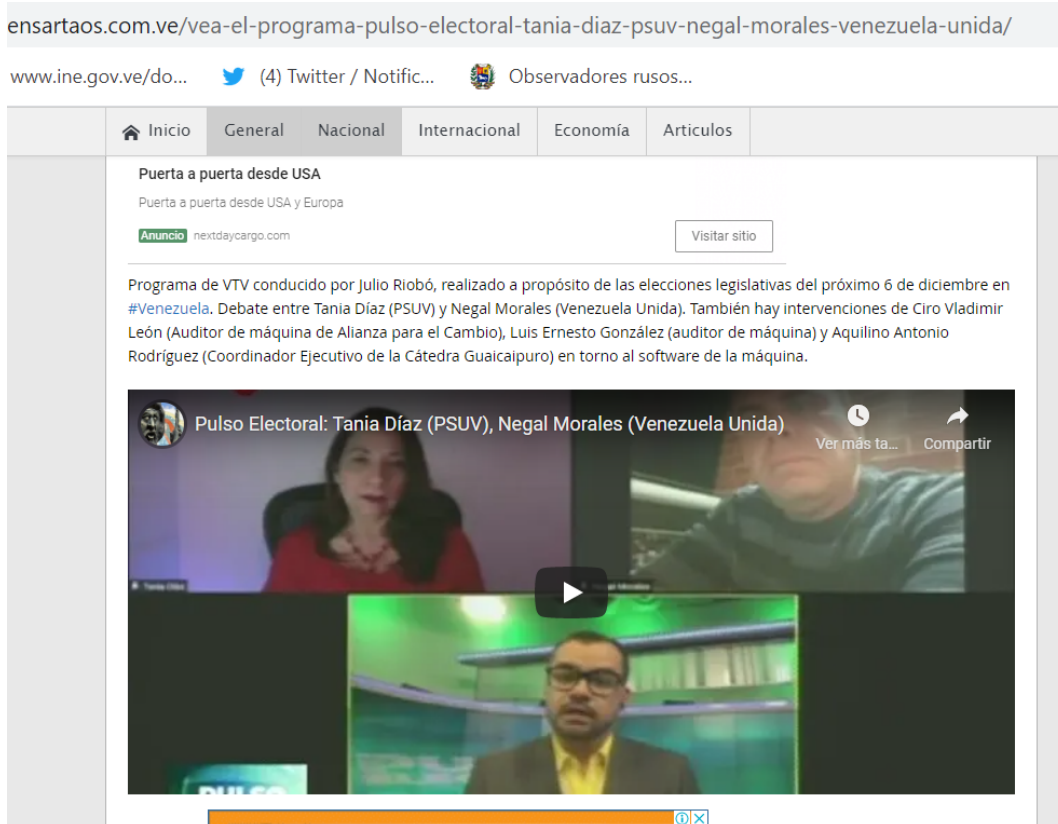 ensartaos.com.ve/vea-el-programa-pulso-electoral-tania-diaz-psuv-negal-morales-venezuela-unida/
www.ine.gov.ve/do... (4) Twitter / Notific... Observadores rusos...
Inicio General Nacional Internacional Economía Articulos
Puerta a puerta desde USA
Puerta a puerta desde USA y Europa
Anuncio nextdaycargo.com Visitar sitio
Programa de VTV conducido por Julio Riobó, realizado a propósito de las elecciones legislativas del próximo 6 de diciembre en
#Venezuela. Debate entre Tania Díaz (PSUV) y Negal Morales (Venezuela Unida). También hay intervenciones de Ciro Vladimir
León (Auditor de máquina de Alianza para el Cambio), Luis Ernesto González (auditor de máquina) y Aquilino Antonio
Rodríguez (Coordinador Ejecutivo de la Cátedra Guaicaipuro) en torno al software de la máquina.
Pulso Electoral: Tania Díaz (PSUV), Negal Morales (Venezuela Unida)
Ver más ta... Compartir
Tania Díaz
Morales
PULSO